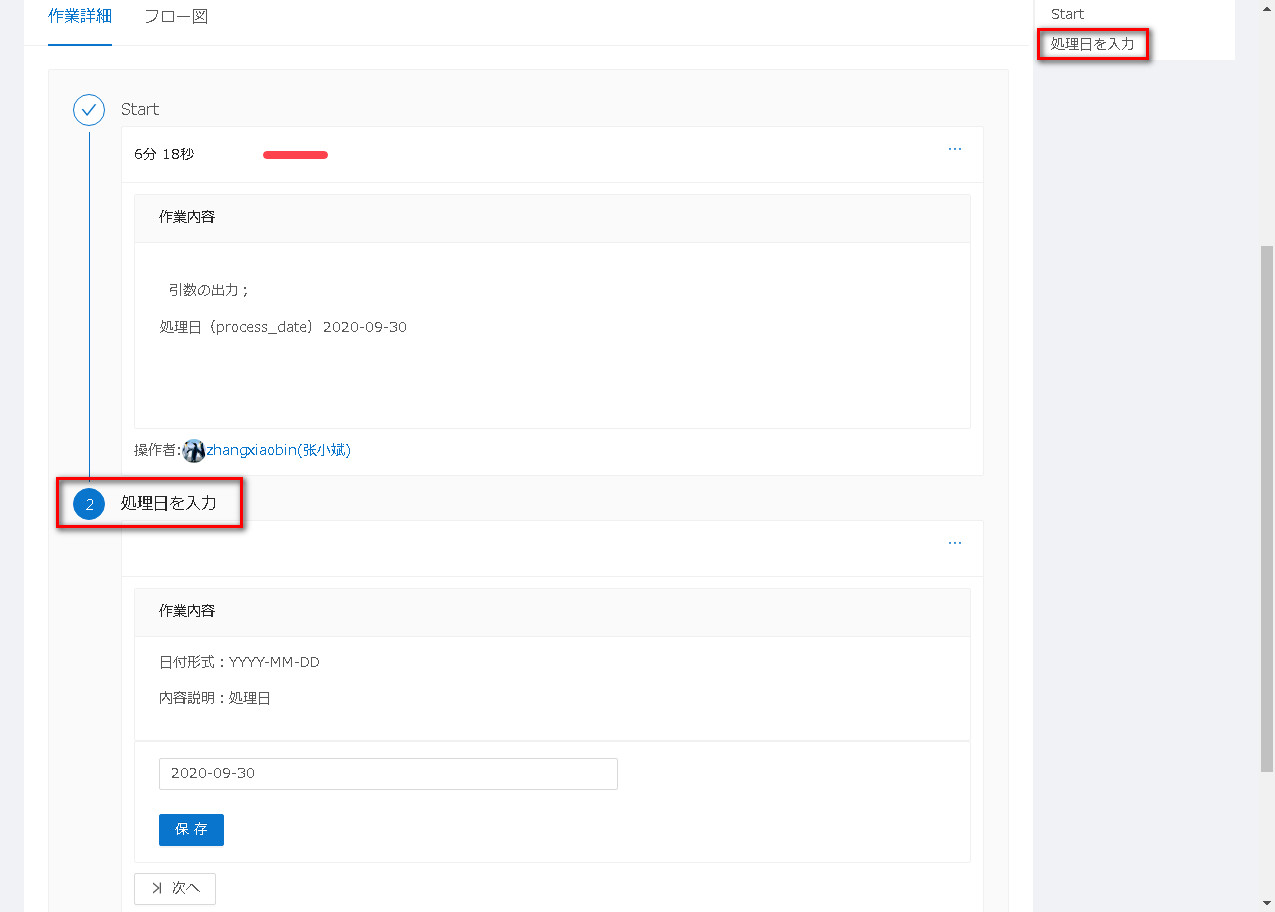 作業詳細 フロー図
Start
処理日を入力
Start
6分 18秒
作業内容
引数の出力；
処理日（process_date）2020-09-30
操作者:zhangxiaobin(张小斌)
2 処理日を入力
作業内容
日付形式：YYYY-MM-DD
内容説明：処理日
2020-09-30
保 存
次へ